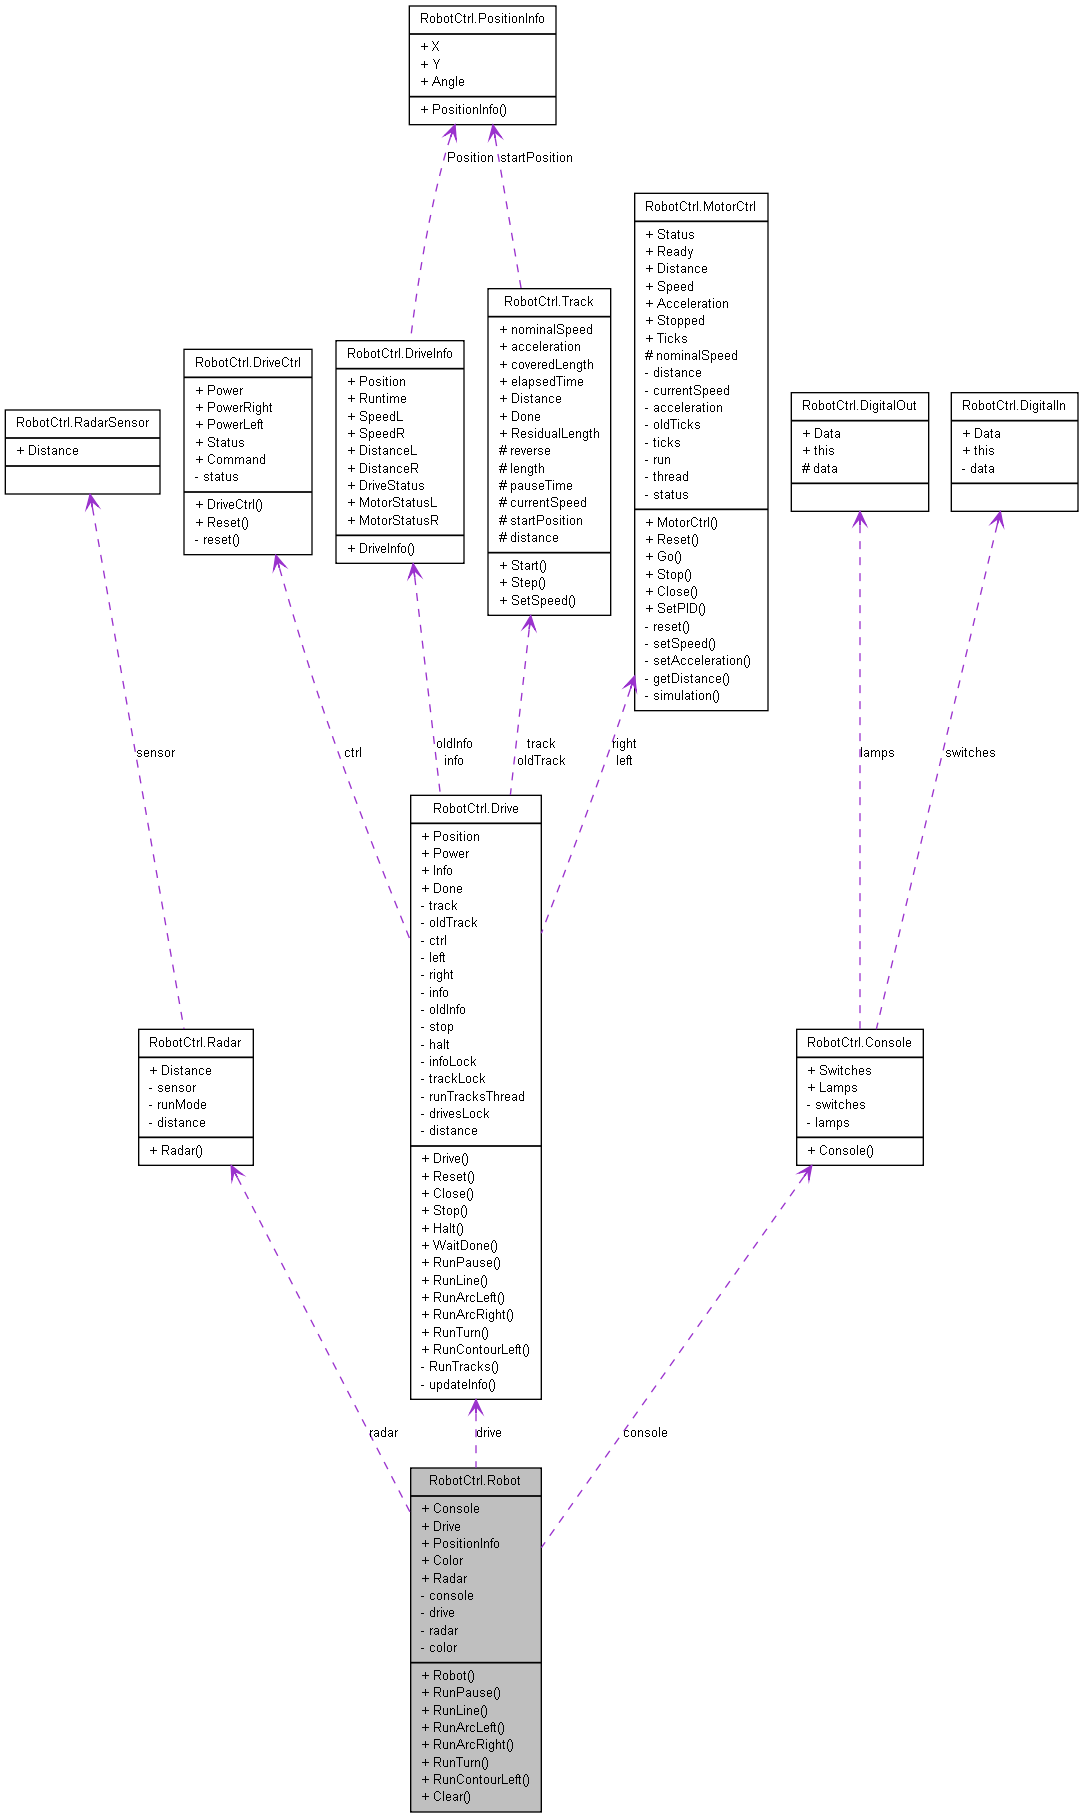 RobotCtrl.PositionInfo
+ X
+ Y
+ Angle
+ PositionInfo()
Position
startPosition
RobotCtrl.MotorCtrl
+ Status
+ Ready
+ Distance
+ Speed
+ Acceleration
+ Stopped
+ Ticks
# nominalSpeed
- distance
- currentSpeed
- acceleration
- oldTicks
- ticks
- run
- thread
- status
+ MotorCtrl()
+ Reset()
+ Go()
+ Stop()
+ Close()
+ SetPID()
- reset()
- setSpeed()
- setAcceleration()
- getDistance()
- simulation()
RobotCtrl.Track
+ nominalSpeed
+ acceleration
+ coveredLength
+ elapsedTime
+ Distance
+ Done
+ ResidualLength
# reverse
# length
# pauseTime
# currentSpeed
# startPosition
# distance
+ Start()
+ Step()
+ SetSpeed()
RobotCtrl.DriveInfo
+ Position
+ Runtime
+ SpeedL
+ SpeedR
+ DistanceL
+ DistanceR
+ DriveStatus
+ MotorStatusL
+ MotorStatusR
+ DriveInfo()
RobotCtrl.DriveCtrl
+ Power
+ PowerRight
+ PowerLeft
+ Status
+ Command
- status
+ DriveCtrl()
+ Reset()
- reset()
RobotCtrl.RadarSensor
+ Distance
RobotCtrl.DigitalOut
+ Data
+ this
# data
RobotCtrl.DigitalIn
+ Data
+ this
- data
sensor
ctrl
oldInfo
info
track
oldTrack
right
left
lamps
switches
RobotCtrl.Drive
+ Position
+ Power
+ Info
+ Done
- track
- oldTrack
- ctrl
- left
- right
- info
- oldInfo
- stop
- halt
- infoLock
- trackLock
- runTracksThread
- drivesLock
- distance
+ Drive()
+ Reset()
+ Close()
+ Stop()
+ Halt()
+ WaitDone()
+ RunPause()
+ RunLine()
+ RunArcLeft()
+ RunArcRight()
+ RunTurn()
+ RunContourLeft()
- RunTracks()
- updateInfo()
RobotCtrl.Radar
+ Distance
- sensor
- runMode
- distance
+ Radar()
RobotCtrl.Console
+ Switches
+ Lamps
- switches
- lamps
+ Console()
radar
drive
console
RobotCtrl.Robot
+ Console
+ Drive
+ PositionInfo
+ Color
+ Radar
- console
- drive
- radar
- color
+ Robot()
+ RunPause()
+ RunLine()
+ RunArcLeft()
+ RunArcRight()
+ RunTurn()
+ RunContourLeft()
+ Clear()